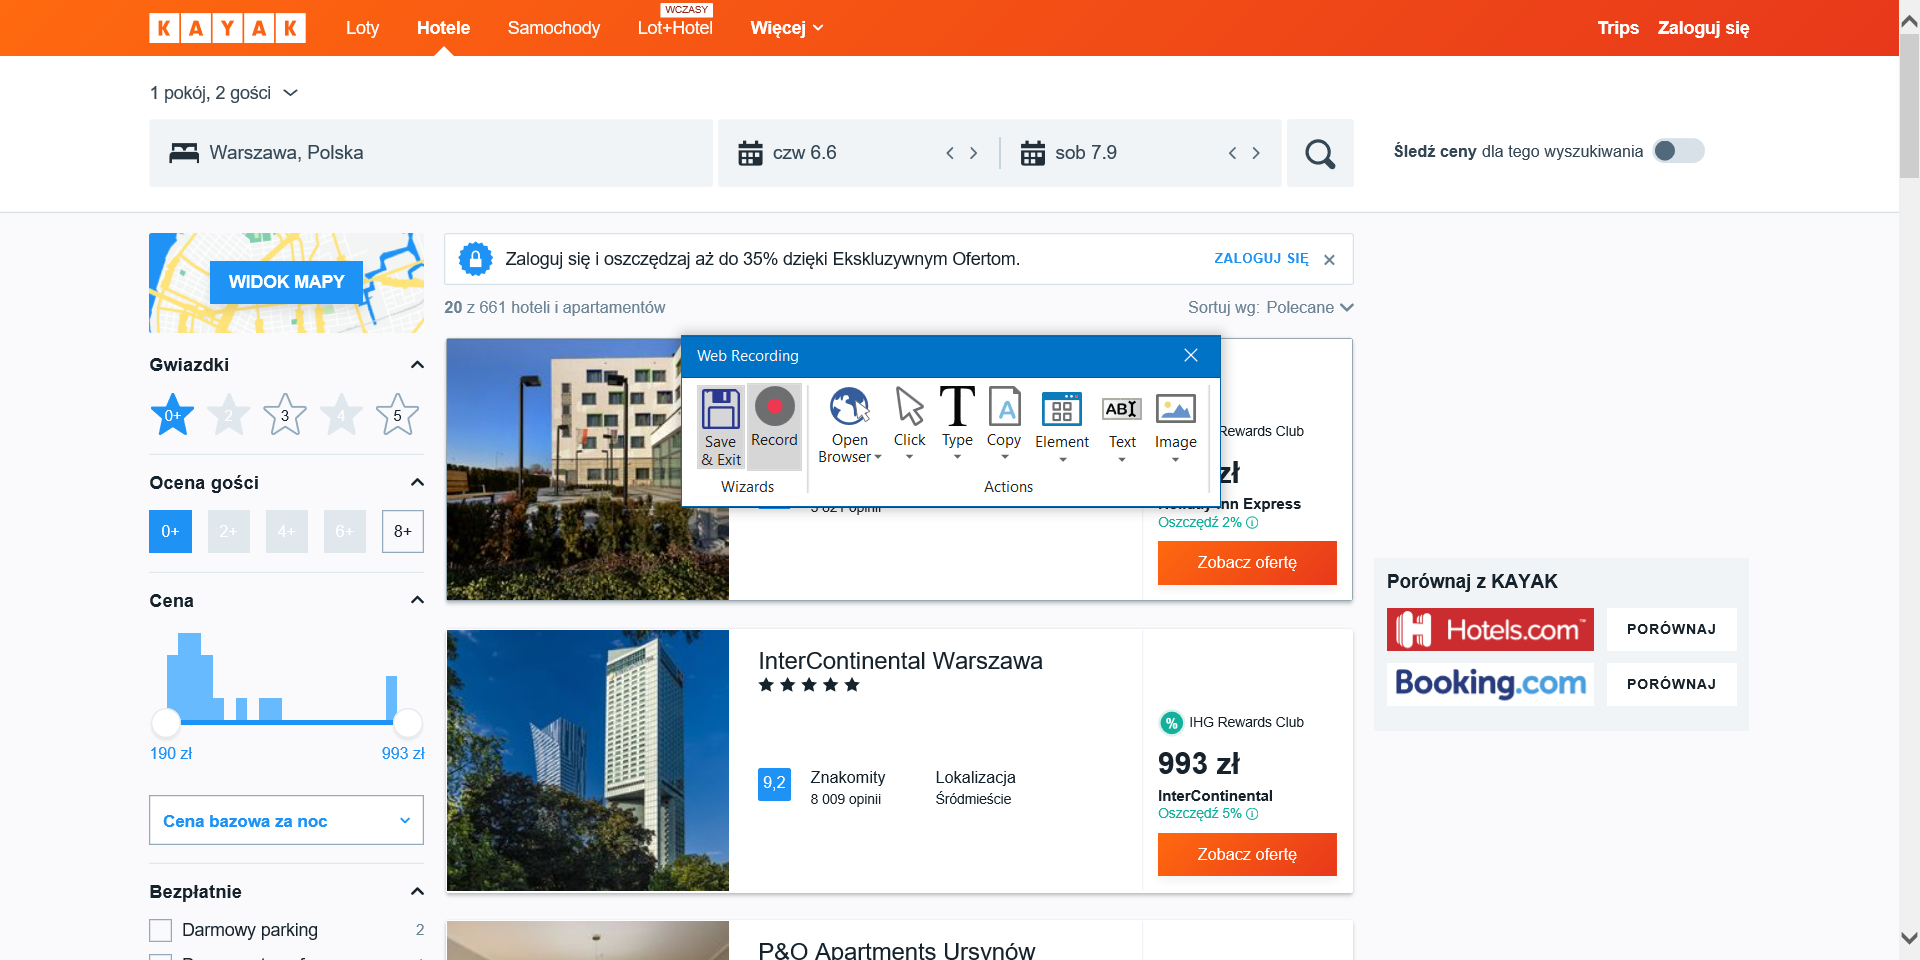 KAYAK
Loty
Hotele
Samochody
WCZASY
Lot+Hotel
Więcej
Trips
Zaloguj się
1 pokój, 2 gości
Warszawa, Polska
czw 6.6
sob 7.9
Śledź ceny dla tego wyszukiwania
WIDOK MAPY
Zaloguj się i oszczędzaj aż do 35% dzięki Ekskluzywnym Ofertom.
ZALOGUJ SIĘ
20 z 661 hoteli i apartamentów
Sortuj wg: Polecane
Gwiazdki
0+ 2 3 4 5
Ocena gości
0+ 2+ 4+ 6+ 8+
Cena
190 zł
993 zł
Cena bazowa za noc
Bezpłatnie
Darmowy parking
2
Web Recording
Save & Exit
Record
Wizards
Open Browser
Click
Type
Copy
Element
ABI
Text
Image
Actions
Rewards Club
zł
Inn Express
Oszczędź 2%
Zobacz ofertę
InterContinental Warszawa
9,2
Znakomity
8 009 opinii
Lokalizacja
Śródmieście
% IHG Rewards Club
993 zł
InterContinental
Oszczędź 5%
Zobacz ofertę
P&O Apartments Ursynów
Porównaj z KAYAK
Hotels.com
PORÓWNAJ
Booking.com
PORÓWNAJ